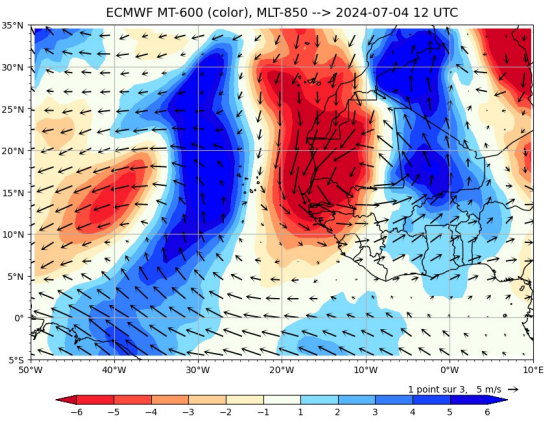 ECMWF MT-600 (color), MLT-850 --> 2024-07-04 12 UTC
35°N
35°N
25°N
20°N
15°N
10°N
5°N
0°
5°S
50°W 40°W 30°W 20°W 10°W 0°W 10°E
1 point sur 3, 5 m/s
−6 −5 −4 −3 −2 −1 1 2 3 4 5 6